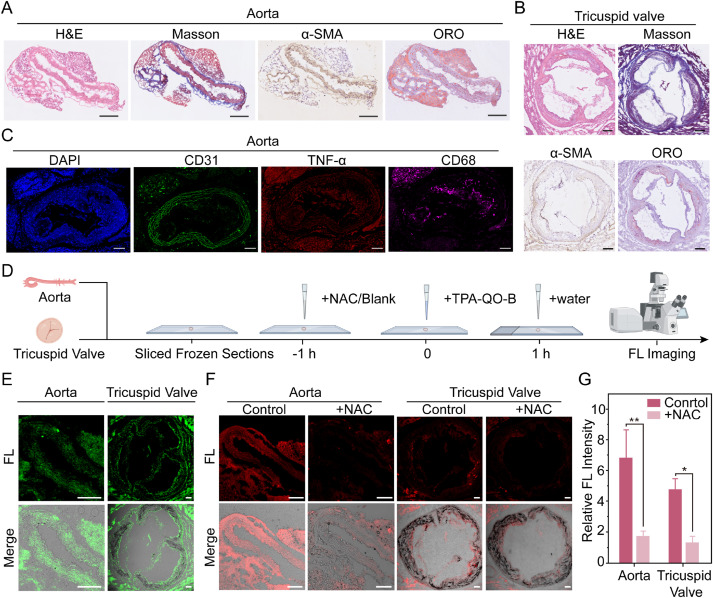 A
Aorta
H&E
Masson
α-SMA
ORO
B
Tricuspid valve
H&E
Masson
α-SMA
ORO
C
Aorta
DAPI
CD31
TNF-α
CD68
D
Aorta
Tricuspid Valve
Sliced Frozen Sections
+NAC/Blank
-1 h
+TPA-QO-B
0
+water
1 h
FL Imaging
E
Aorta
Tricuspid Valve
FL
Merge
F
Aorta
Tricuspid Valve
Control
+NAC
Control
+NAC
FL
Merge
G
Conrtol
+NAC
Relative FL Intensity
10
8
6
4
2
0
**
*
Aorta
Tricuspid
Valve